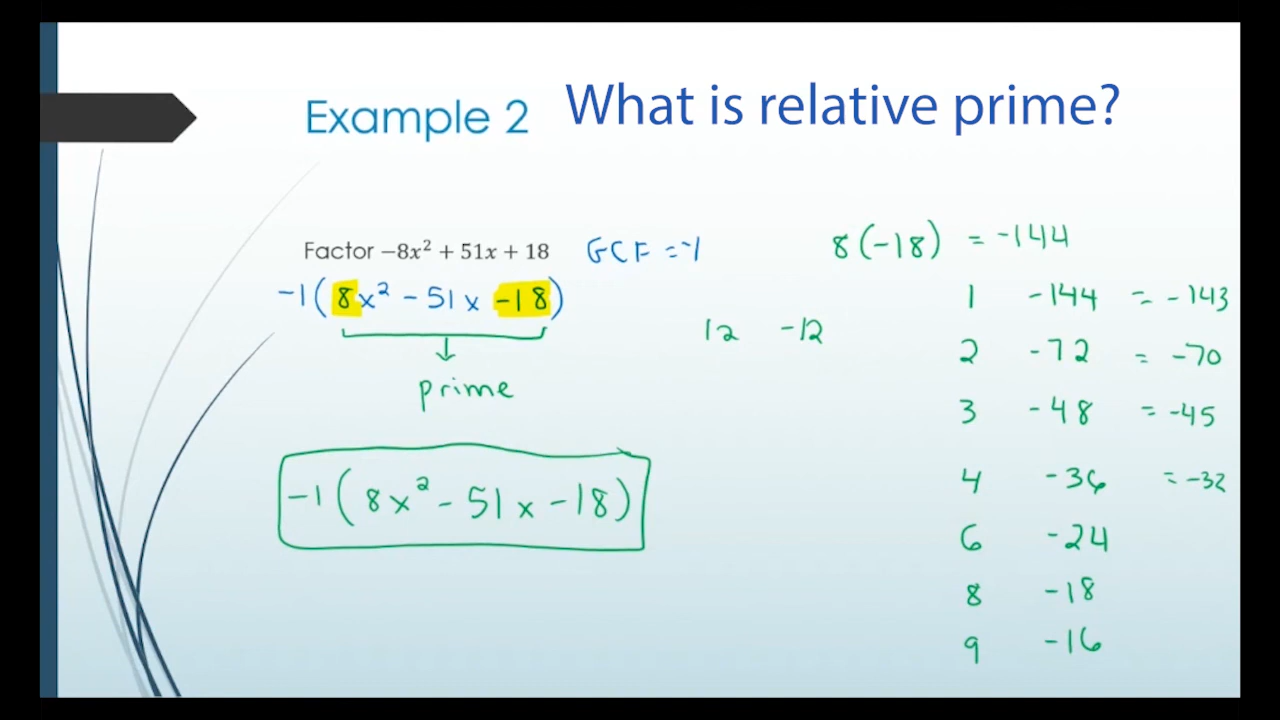 Example 2 What is relative prime?
Factor −8x² + 51x + 18 GCF = -1
-1(8x² - 51x -18)
prime
-1(8x² - 51x - 18)
12 -12
8(-18) = -144
1 -144 = -143
2 -72 = -70
3 -48 = -45
4 -36 = -32
6 -24
8 -18
9 -16